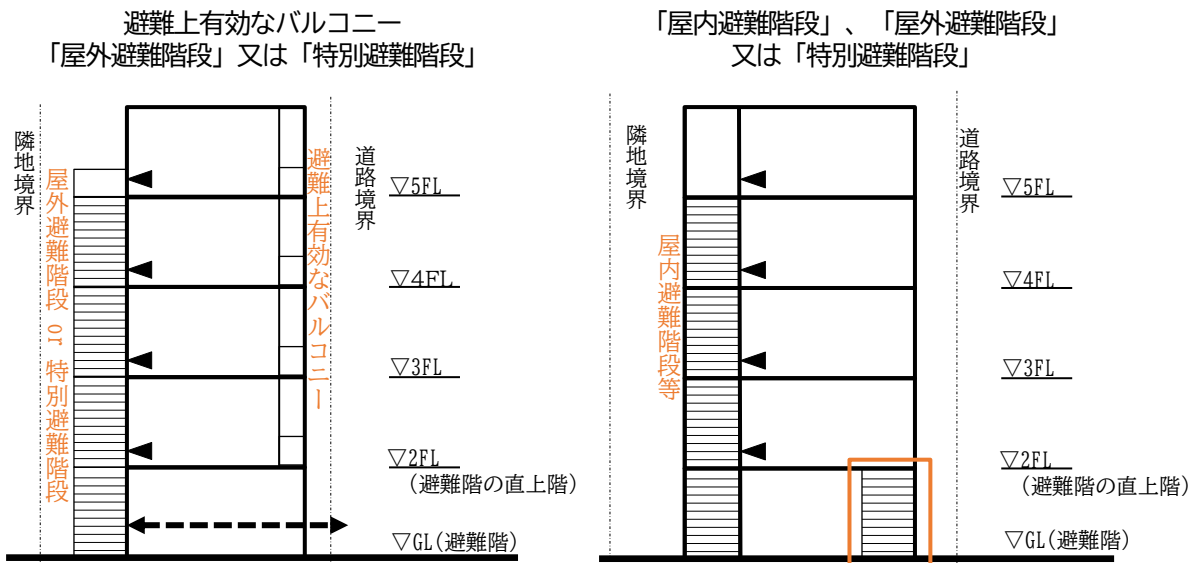 避難上有効なバルコニー
「屋外避難階段」又は「特別避難階段」
隣地境界
屋外避難階段 or 特別避難階段
避難上有効なバルコニー
道路境界
▽5FL
▽4FL
▽3FL
▽2FL
(避難階の直上階)
▽GL(避難階)
「屋内避難階段」、「屋外避難階段」
又は「特別避難階段」
隣地境界
屋内避難階段等
道路境界
▽5FL
▽4FL
▽3FL
▽2FL
(避難階の直上階)
▽GL(避難階)